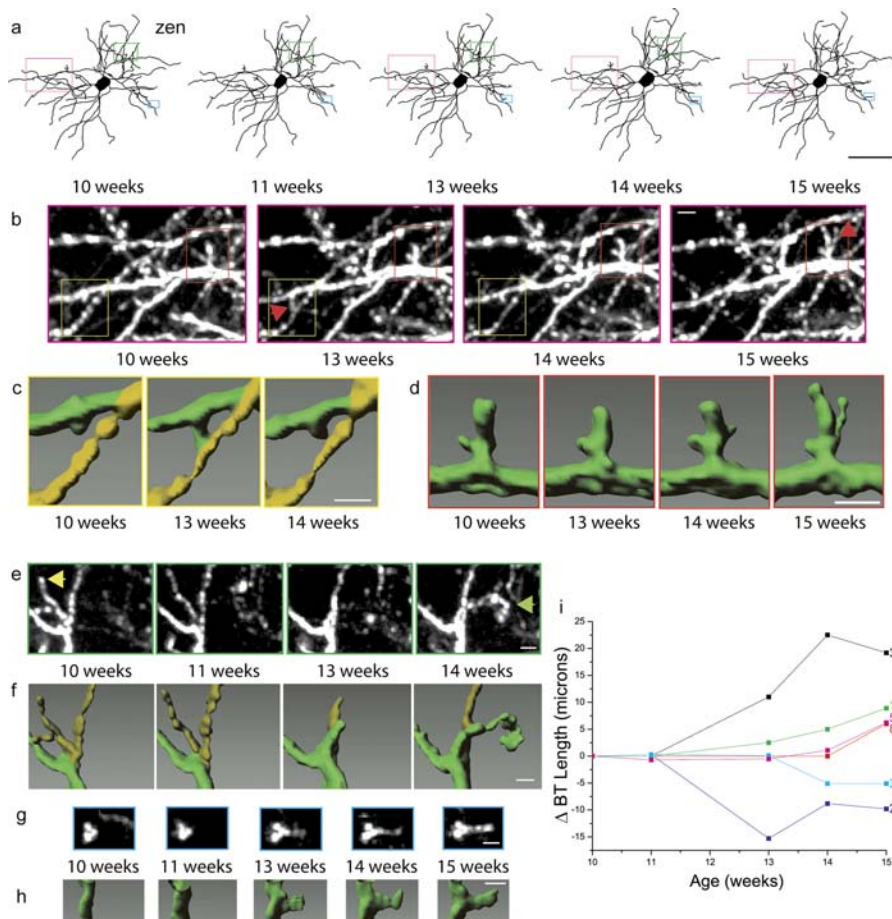 a zen
10 weeks 11 weeks 13 weeks 14 weeks 15 weeks
b
10 weeks 13 weeks 14 weeks 15 weeks
c
10 weeks 13 weeks 14 weeks
d
10 weeks 13 weeks 14 weeks 15 weeks
e
10 weeks 11 weeks 13 weeks 14 weeks
f
g
10 weeks 11 weeks 13 weeks 14 weeks 15 weeks
h
i
Δ BT Length (microns)
25
20
15
10
5
0
-5
-10
-15
10 11 12 13 14 15
Age (weeks)